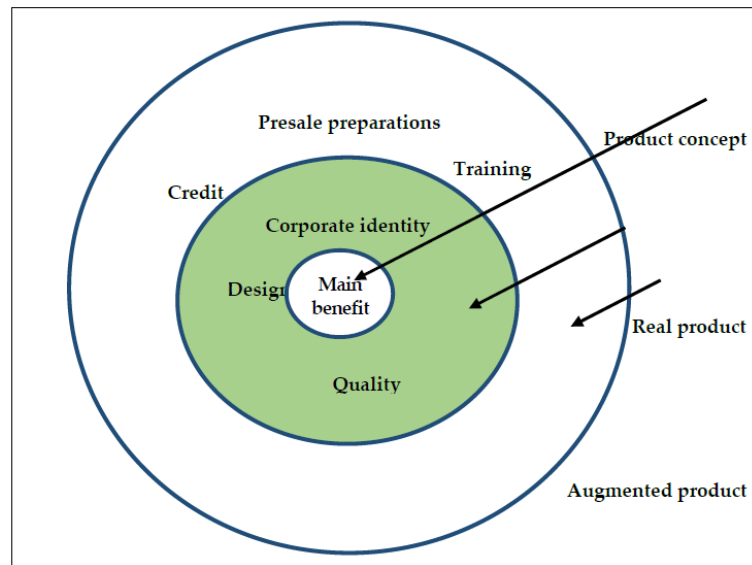 Presale preparations
Product concept
Training
Credit
Corporate identity
Design
Main
benefit
Real product
Quality
Augmented product